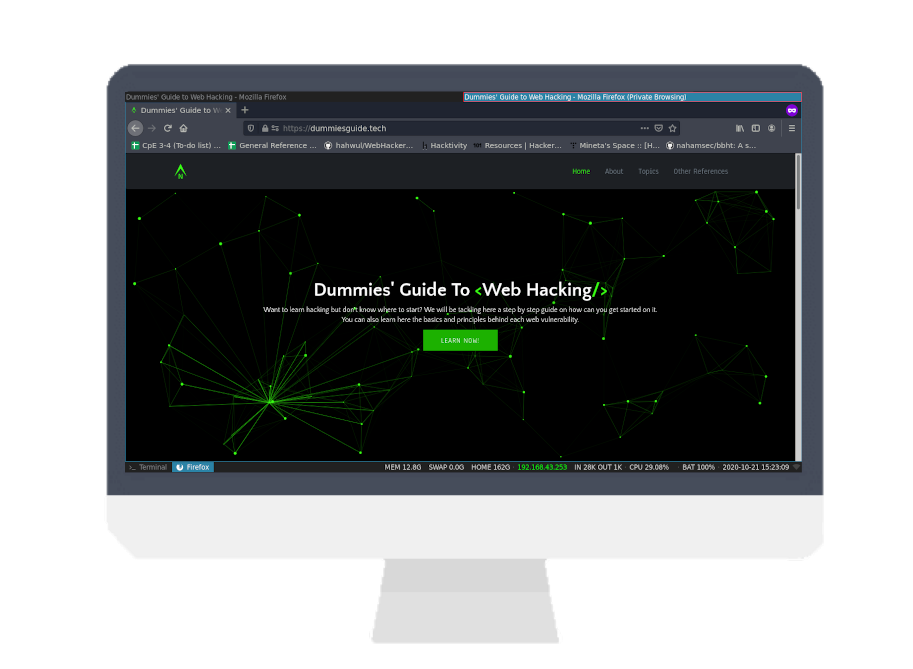 Dummies' Guide to Web Hacking - Mozilla Firefox
Dummies' Guide to Web Hacking - Mozilla Firefox (Private Browsing)
Dummies' Guide to W
https://dummiesguide.tech
CpE 3-4 (To-do list) ... General Reference ... hahwul/WebHacker... Hacktivity Resources | Hacker... Mineta's Space :: [H... nahamsec/bbht: A s...
N
Home About Topics Other References
Dummies' Guide To <Web Hacking/>
Want to learn hacking but don't know where to start? We will be tackling here a step by step guide on how can you get started on it.
You can also learn here the basics and principles behind each web vulnerability.
LEARN NOW!
Terminal Firefox MEM 12.8G SWAP 0.0G HOME 162G 192.168.43.253 IN 28K OUT 1K CPU 29.08% BAT 100% 2020-10-21 15:23:09